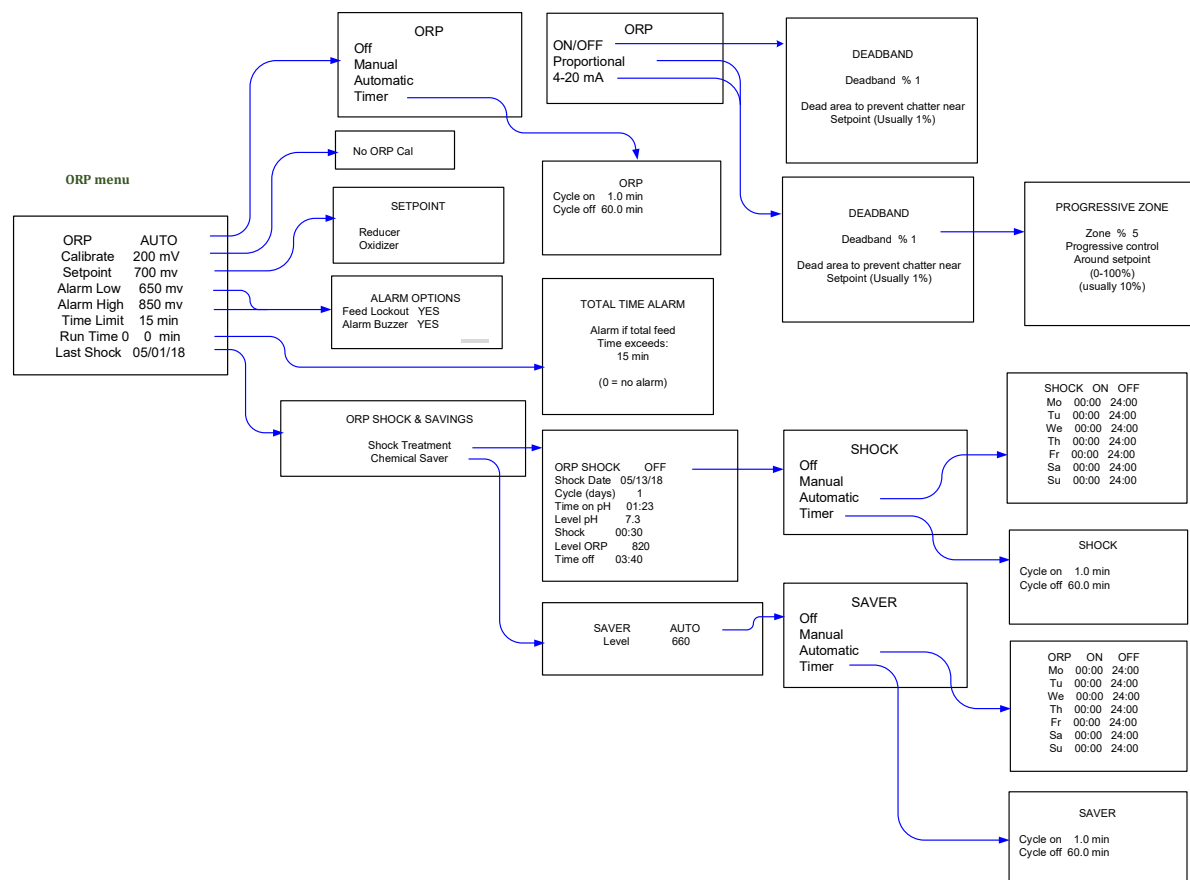 ORP
Off
Manual
Automatic
Timer
ORP
ON/OFF
Proportional
4-20 mA
DEADBAND
Deadband % 1
Dead area to prevent chatter near
Setpoint (Usually 1%)
No ORP Cal
ORP
Cycle on 1.0 min
Cycle off 60.0 min
ORP menu
ORP AUTO
Calibrate 200 mV
Setpoint 700 mv
Alarm Low 650 mv
Alarm High 850 mv
Time Limit 15 min
Run Time 0 0 min
Last Shock 05/01/18
SETPOINT
Reducer
Oxidizer
DEADBAND
Deadband % 1
Dead area to prevent chatter near
Setpoint (Usually 1%)
PROGRESSIVE ZONE
Zone % 5
Progressive control
Around setpoint
(0-100%)
(usually 10%)
ALARM OPTIONS
Feed Lockout YES
Alarm Buzzer YES
TOTAL TIME ALARM
Alarm if total feed
Time exceeds:
15 min
(0 = no alarm)
ORP SHOCK & SAVINGS
Shock Treatment
Chemical Saver
ORP SHOCK OFF
Shock Date 05/13/18
Cycle (days) 1
Time on pH 01:23
Level pH 7.3
Shock 00:30
Level ORP 820
Time off 03:40
SHOCK
Off
Manual
Automatic
Timer
SHOCK ON OFF
Mo 00:00 24:00
Tu 00:00 24:00
We 00:00 24:00
Th 00:00 24:00
Fr 00:00 24:00
Sa 00:00 24:00
Su 00:00 24:00
SHOCK
Cycle on 1.0 min
Cycle off 60.0 min
SAVER AUTO
Level 660
SAVER
Off
Manual
Automatic
Timer
ORP ON OFF
Mo 00:00 24:00
Tu 00:00 24:00
We 00:00 24:00
Th 00:00 24:00
Fr 00:00 24:00
Sa 00:00 24:00
Su 00:00 24:00
SAVER
Cycle on 1.0 min
Cycle off 60.0 min